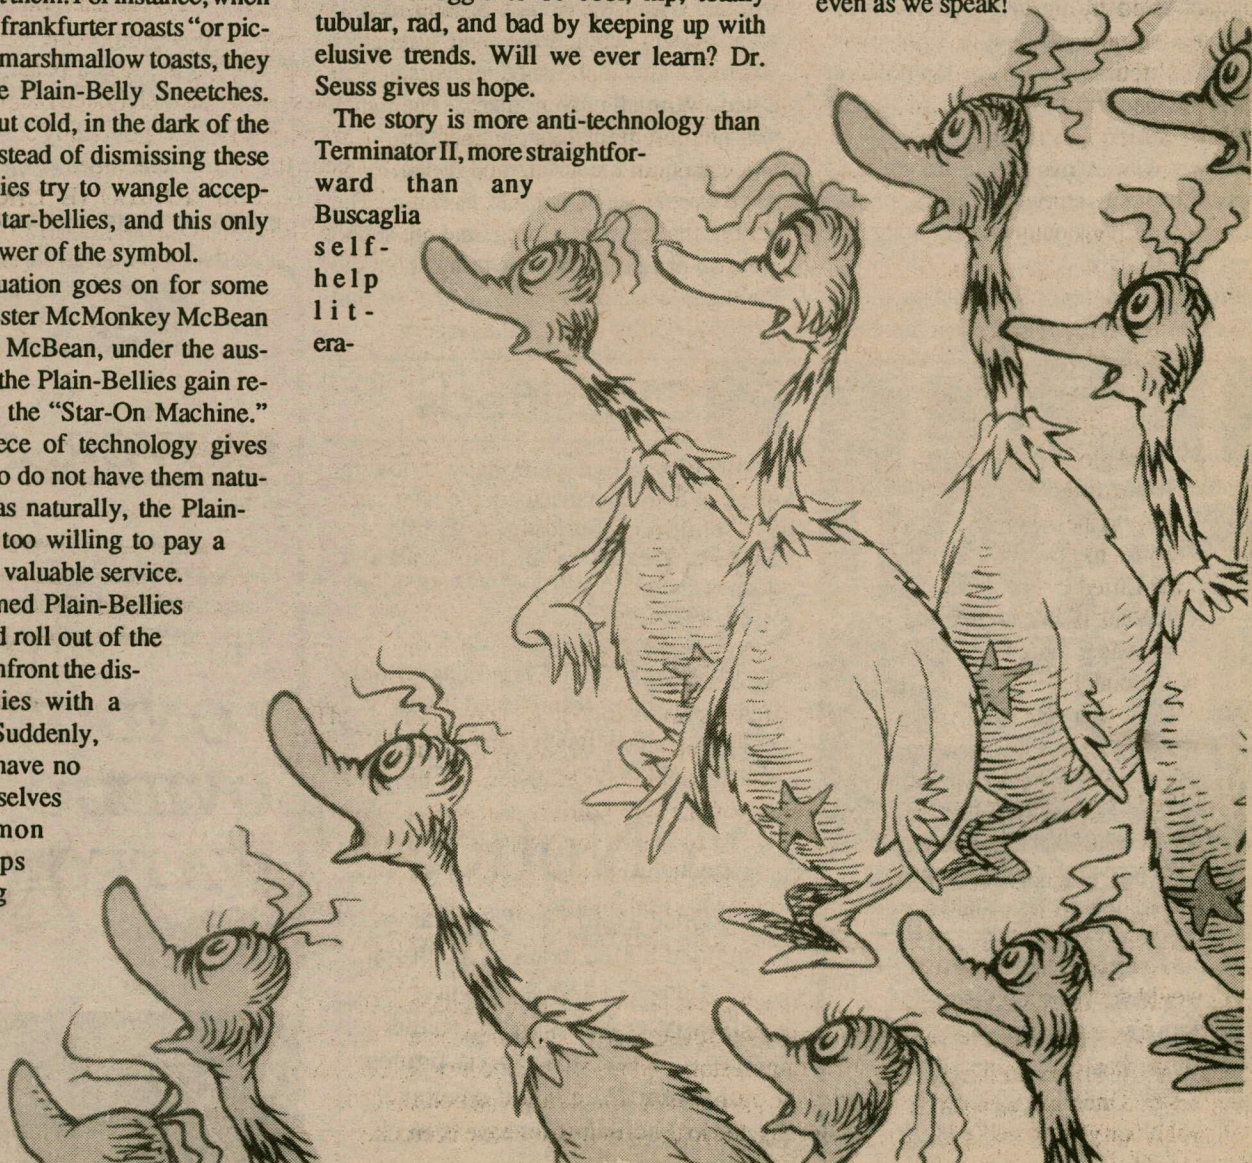 frankfurter roasts “or pic-
marshmallow toasts, they
Plain-Belly Sneetches.
cold, in the dark of the
stead of dismissing these
ies try to wangle accep-
tar-bellies, and this only
wer of the symbol.
uation goes on for some
ster McMonkey McBean
McBean, under the aus-
the Plain-Bellies gain re-
the “Star-On Machine.”
ece of technology gives
o do not have them natu-
as naturally, the Plain-
too willing to pay a
valuable service.
med Plain-Bellies
d roll out of the
nfront the dis-
ies with a
Suddenly,
have no
selves
mon
ps
g
tubular, rad, and bad by keeping up with
elusive trends. Will we ever learn? Dr.
Seuss gives us hope.
The story is more anti-technology than
Terminator II, more straightfor-
ward than any
Buscaglia
self-
help
lit-
era-
even as we speak!